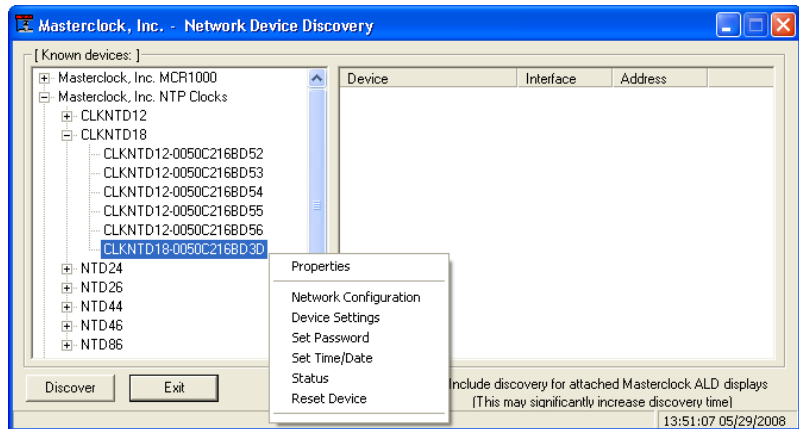 Masterclock, Inc. - Network Device Discovery
[ Known devices: ]
Masterclock, Inc. MCR1000
Masterclock, Inc. NTP Clocks
CLKNTD12
CLKNTD18
CLKNTD12-0050C216BD52
CLKNTD12-0050C216BD53
CLKNTD12-0050C216BD54
CLKNTD12-0050C216BD55
CLKNTD12-0050C216BD56
CLKNTD18-0050C216BD3D
NTD24
NTD26
NTD44
NTD46
NTD86
Device Interface Address
Properties
Network Configuration
Device Settings
Set Password
Set Time/Date
Status
Reset Device
Discover Exit
Include discovery for attached Masterclock ALD displays
(This may significantly increase discovery time)
13:51:07 05/29/2008